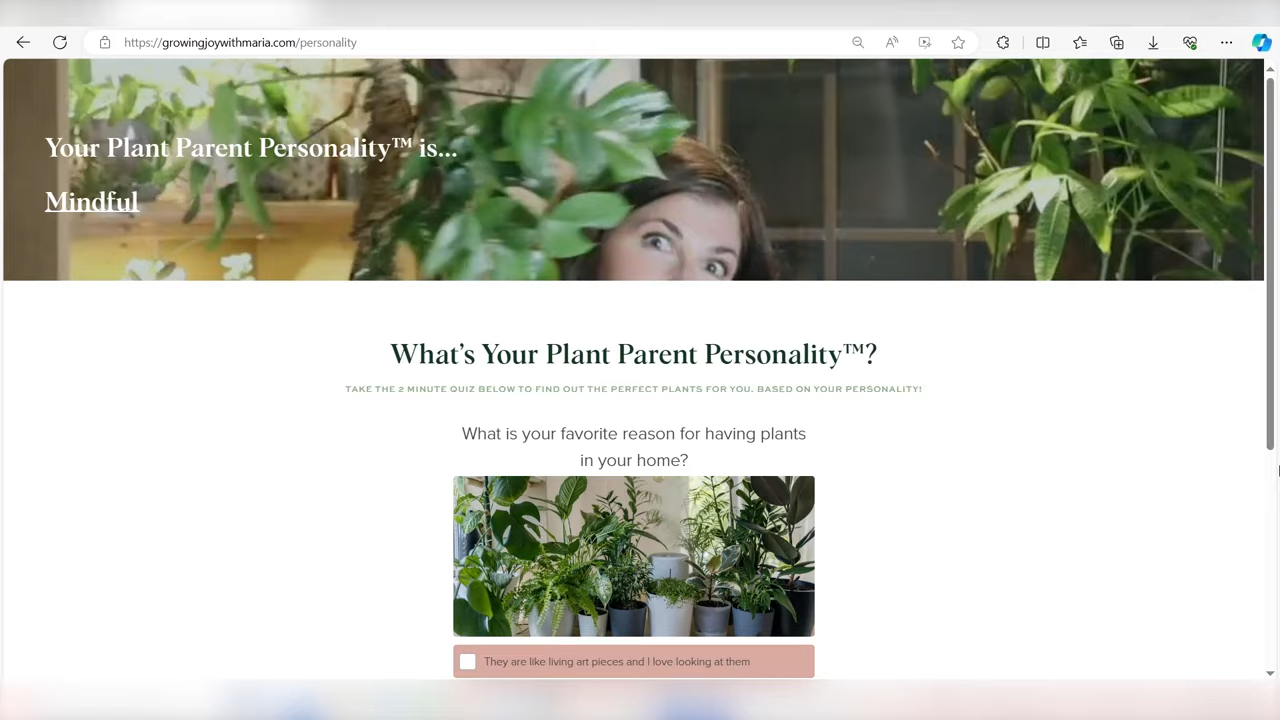 https://growingjoywithmaria.com/personality
Your Plant Parent Personality™ is...
Mindful
What's Your Plant Parent Personality™?
TAKE THE 2 MINUTE QUIZ BELOW TO FIND OUT THE PERFECT PLANTS FOR YOU. BASED ON YOUR PERSONALITY!
What is your favorite reason for having plants
in your home?
They are like living art pieces and I love looking at them